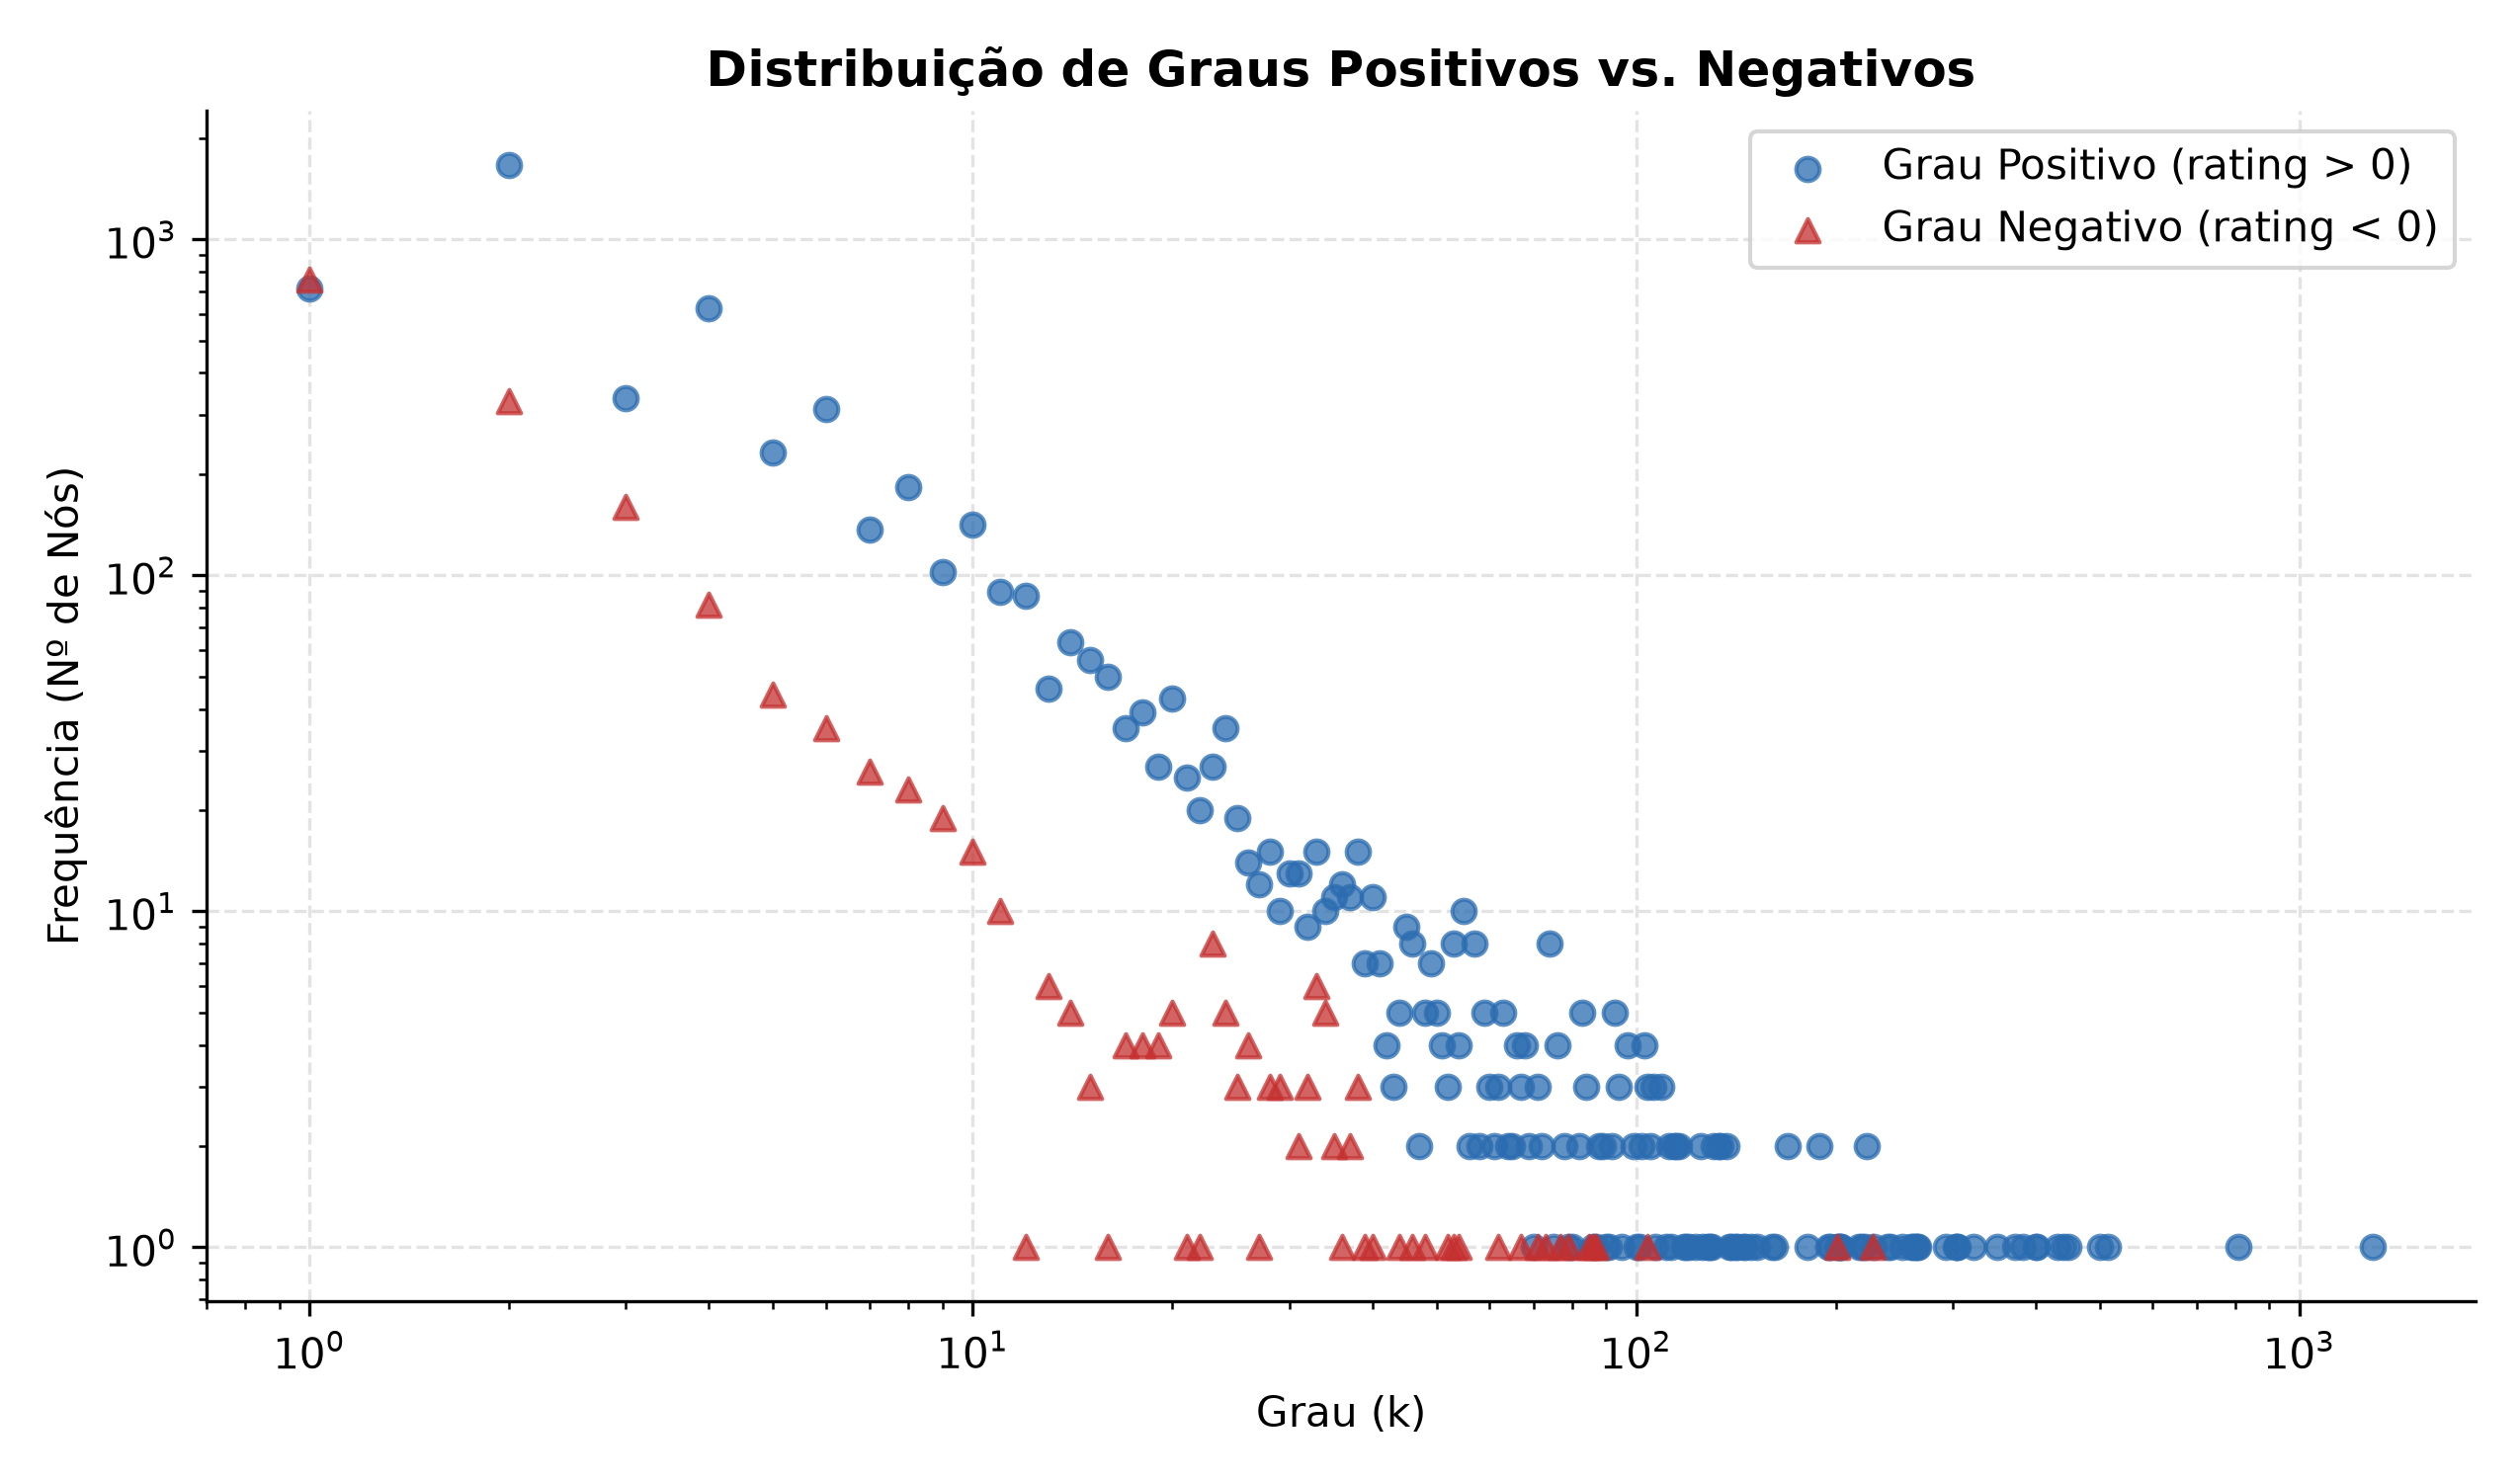 Distribuição de Graus Positivos vs. Negativos
Grau Positivo (rating > 0)
Grau Negativo (rating < 0)
Frequência (Nº de Nós)
10³
10²
10¹
10⁰
10⁰ 10¹ 10² 10³
Grau (k)